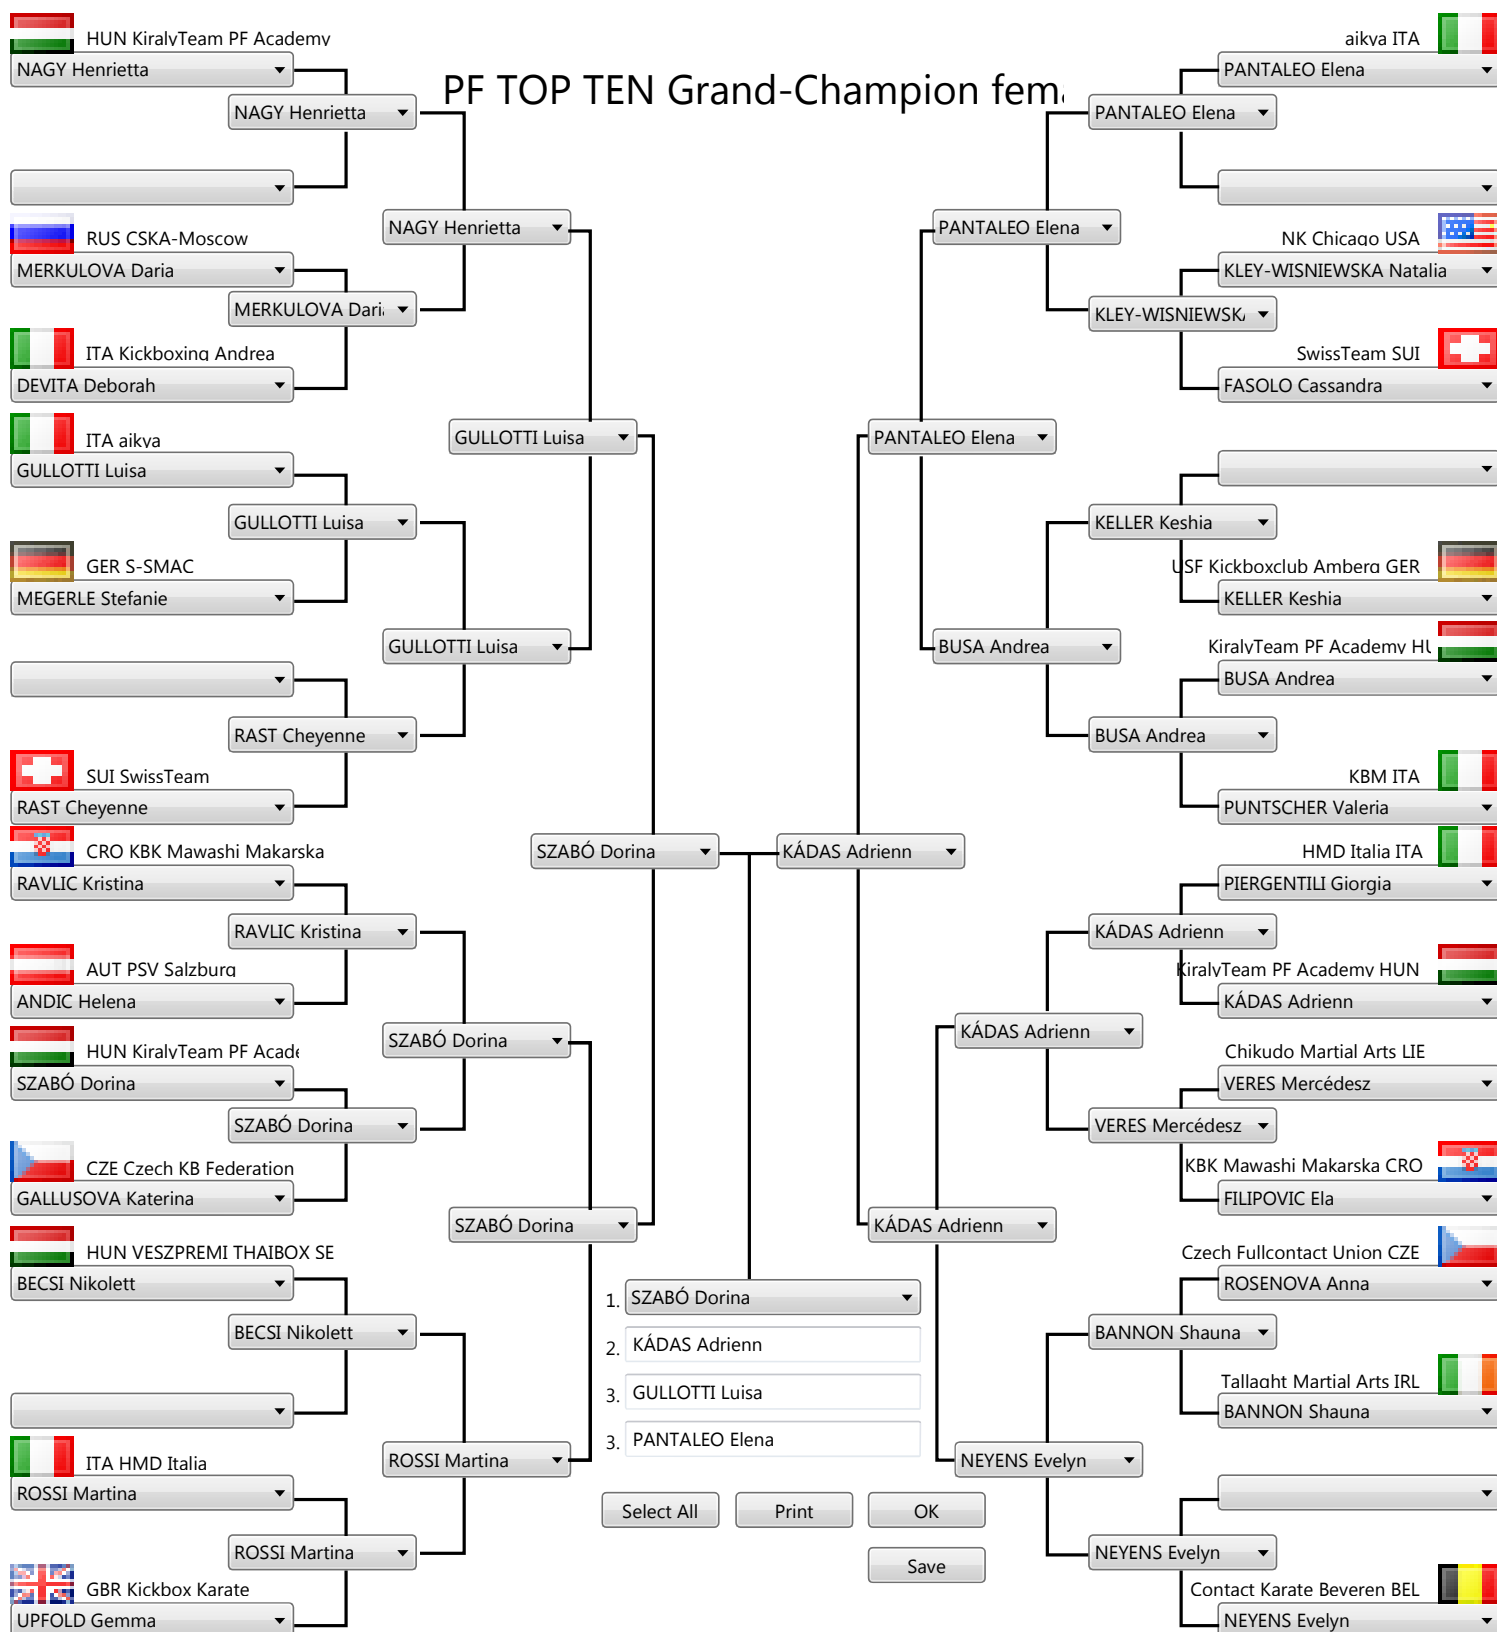 PF TOP TEN Grand-Champion fema
HUN KiralyTeam PF Academy
NAGY Henrietta
NAGY Henrietta
RUS CSKA-Moscow
MERKULOVA Daria
NAGY Henrietta
MERKULOVA Dari
ITA Kickboxing Andrea
DEVITA Deborah
ITA aikya
GULLOTTI Luisa
GULLOTTI Luisa
GULLOTTI Luisa
GER S-SMAC
MEGERLE Stefanie
GULLOTTI Luisa
RAST Cheyenne
SUI SwissTeam
RAST Cheyenne
CRO KBK Mawashi Makarska
SZABÓ Dorina
RAVLIC Kristina
RAVLIC Kristina
AUT PSV Salzburg
ANDIC Helena
SZABÓ Dorina
HUN KiralyTeam PF Acade
SZABÓ Dorina
SZABÓ Dorina
CZE Czech KB Federation
GALLUSOVA Katerina
SZABÓ Dorina
HUN VESZPREMI THAIBOX SE
BECSI Nikolett
BECSI Nikolett
ROSSI Martina
ITA HMD Italia
ROSSI Martina
ROSSI Martina
GBR Kickbox Karate
UPFOLD Gemma
aikya ITA
PANTALEO Elena
PANTALEO Elena
PANTALEO Elena
NK Chicago USA
KLEY-WISNIEWSKA Natalia
KLEY-WISNIEWSK
SwissTeam SUI
FASOLO Cassandra
PANTALEO Elena
KELLER Keshia
USF Kickboxclub Amberg GER
KELLER Keshia
BUSA Andrea
KiralyTeam PF Academy HU
BUSA Andrea
BUSA Andrea
KBM ITA
PUNTSCHER Valeria
KÁDAS Adrienn
HMD Italia ITA
PIERGENTILI Giorgia
KÁDAS Adrienn
KiralyTeam PF Academy HUN
KÁDAS Adrienn
KÁDAS Adrienn
Chikudo Martial Arts LIE
VERES Mercédesz
VERES Mercédesz
KBK Mawashi Makarska CRO
FILIPOVIC Ela
KÁDAS Adrienn
Czech Fullcontact Union CZE
ROSENOVA Anna
BANNON Shauna
Tallaght Martial Arts IRL
BANNON Shauna
NEYENS Evelyn
NEYENS Evelyn
Contact Karate Beveren BEL
NEYENS Evelyn
1. SZABÓ Dorina
2. KÁDAS Adrienn
3. GULLOTTI Luisa
3. PANTALEO Elena
Select All Print OK
Save